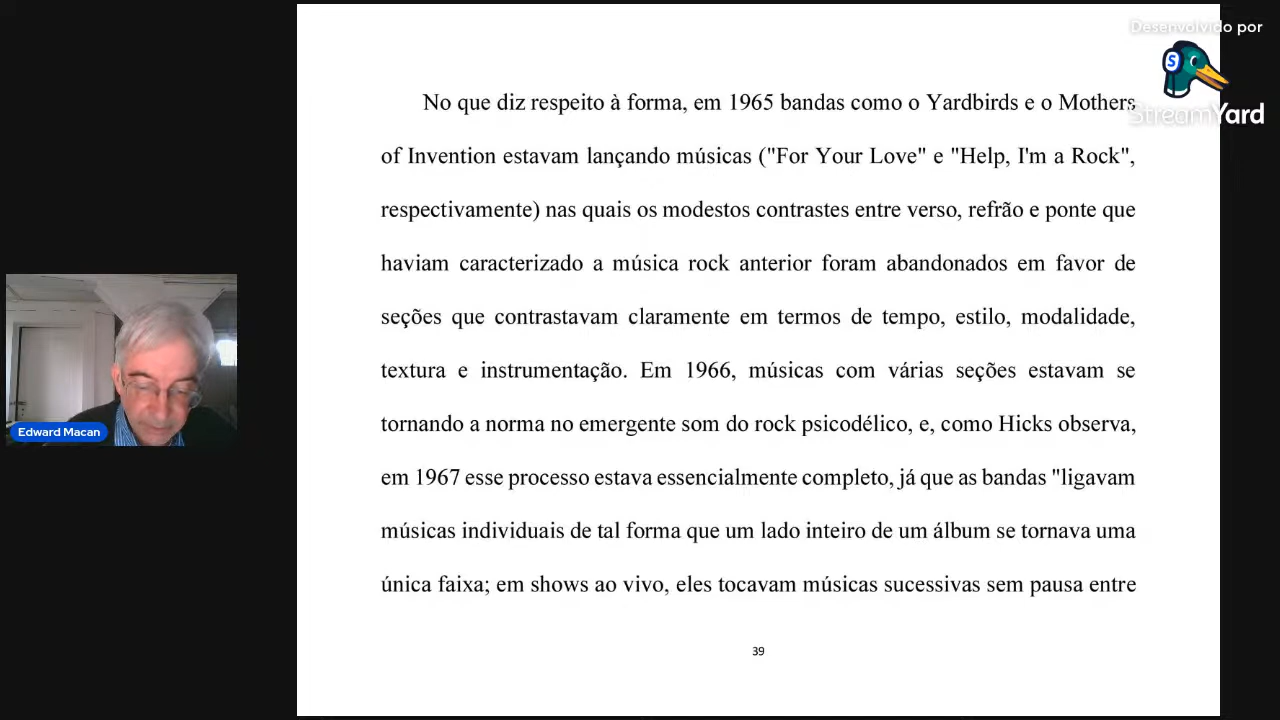 Desenvolvido por
StreamYard
No que diz respeito à forma, em 1965 bandas como o Yardbirds e o Mothers
of Invention estavam lançando músicas ("For Your Love" e "Help, I'm a Rock",
respectivamente) nas quais os modestos contrastes entre verso, refrão e ponte que
haviam caracterizado a música rock anterior foram abandonados em favor de
seções que contrastavam claramente em termos de tempo, estilo, modalidade,
textura e instrumentação. Em 1966, músicas com várias seções estavam se
tornando a norma no emergente som do rock psicodélico, e, como Hicks observa,
em 1967 esse processo estava essencialmente completo, já que as bandas "ligavam
músicas individuais de tal forma que um lado inteiro de um álbum se tornava uma
única faixa; em shows ao vivo, eles tocavam músicas sucessivas sem pausa entre
39
Edward Macan